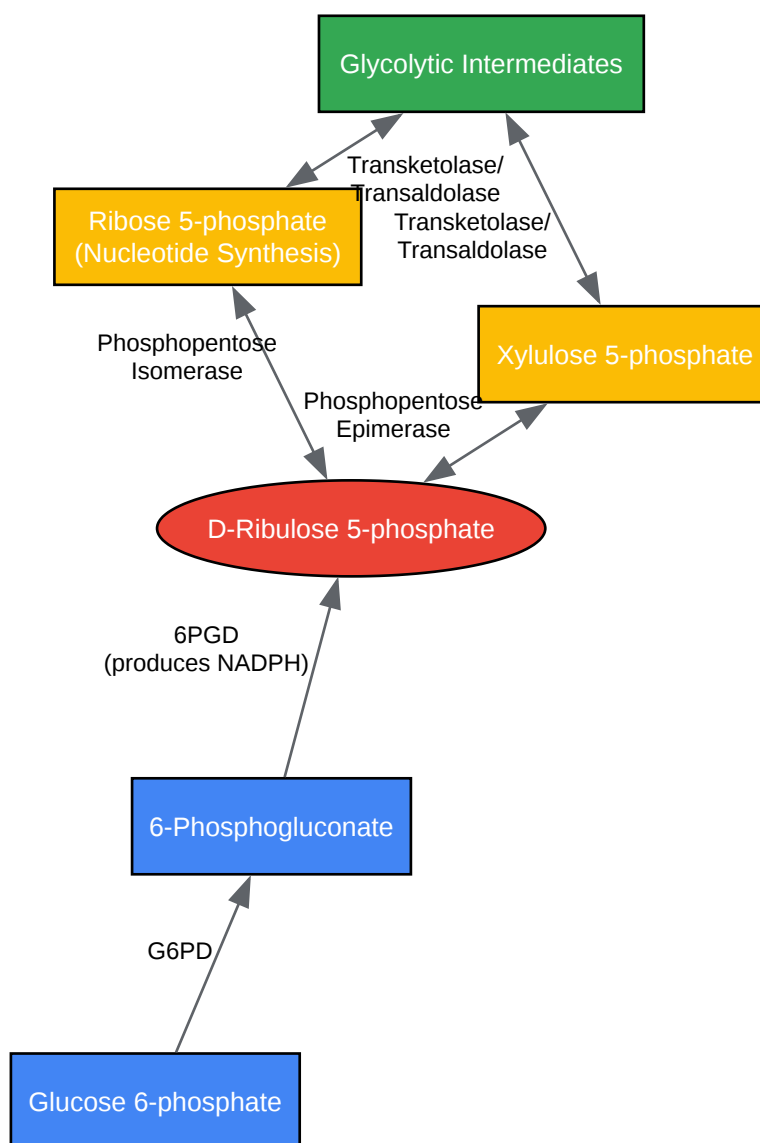 Glycolytic Intermediates
Transketolase/
Transaldolase
Ribose 5-phosphate
(Nucleotide Synthesis)
Transketolase/
Transaldolase
Phosphopentose
Isomerase
Xylulose 5-phosphate
Phosphopentose
Epimerase
D-Ribulose 5-phosphate
6PGD
(produces NADPH)
6-Phosphogluconate
G6PD
Glucose 6-phosphate